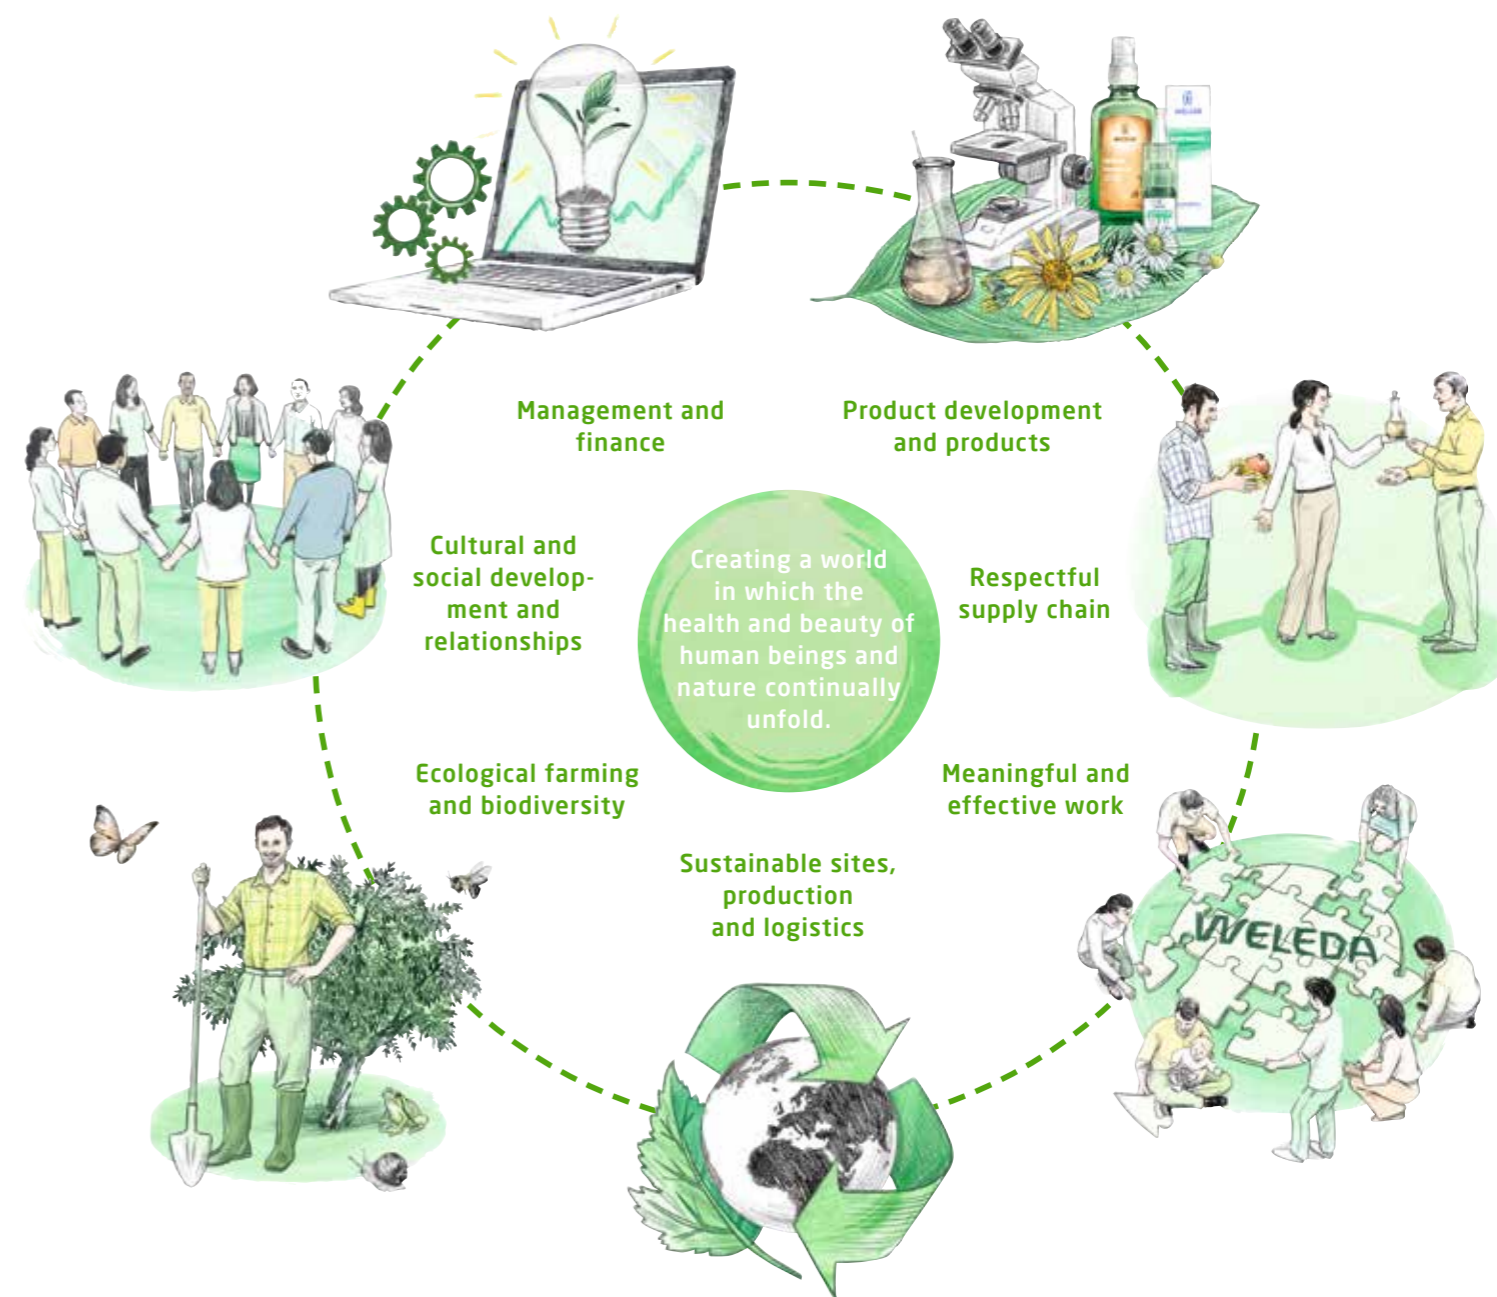 WELEDA
Management and
finance
Product development
and products
Cultural and
social develop-
ment and
relationships
Creating a world
in which the
health and beauty of
human beings and
nature continually
unfold.
Respectful
supply chain
Ecological farming
and biodiversity
Meaningful and
effective work
Sustainable sites,
production
and logistics
WELEDA